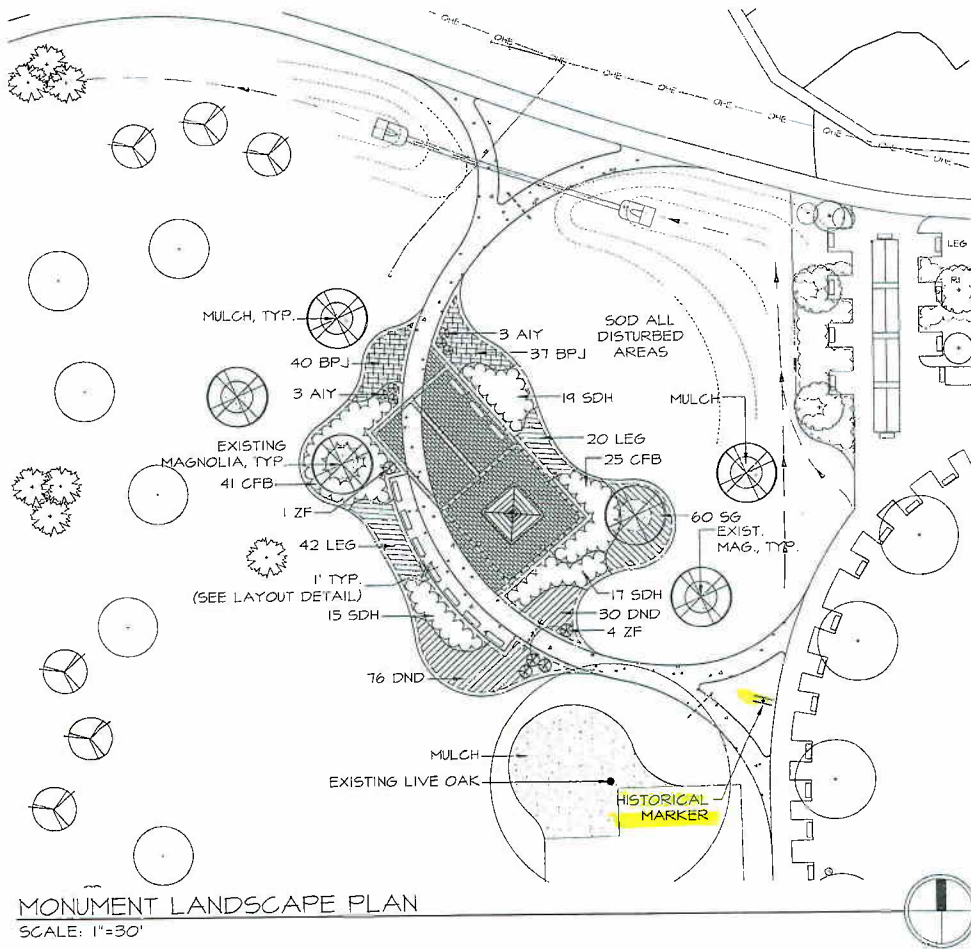 OHE
OHE
OHE
OHE
OHE
OHE
OHE
OHE
LEG
RI
MULCH, TYP.
3 AIY
SOD ALL
DISTURBED
AREAS
40 BPJ
37 BPJ
3 AIY
19 SDH
MULCH
EXISTING
MAGNOLIA, TYP.
20 LEG
25 CFB
41 CFB
1 ZF
60 SG
EXIST.
MAG., TYP.
42 LEG
1' TYP.
(SEE LAYOUT DETAIL)
17 SDH
15 SDH
30 DND
4 ZF
76 DND
MULCH
EXISTING LIVE OAK
HISTORICAL
MARKER
MONUMENT LANDSCAPE PLAN
SCALE: 1"=30'